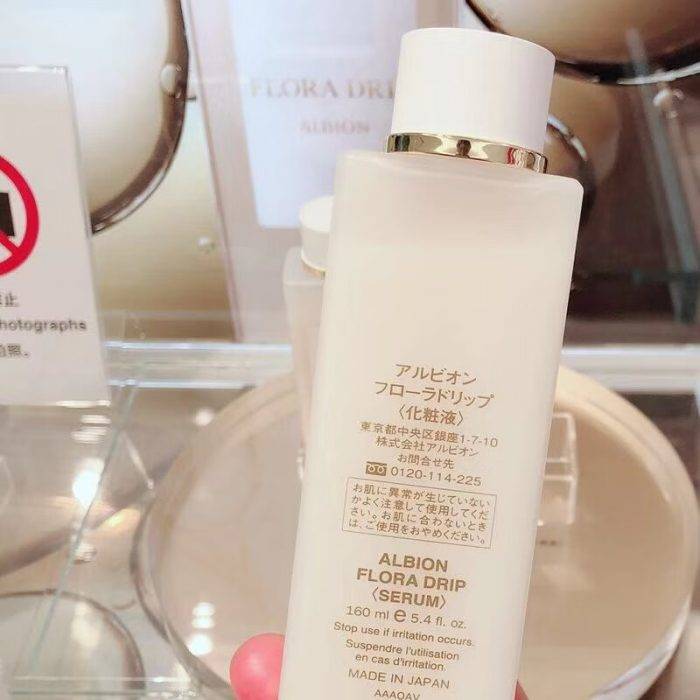 FLORA DRI
ALBION
止
hotographs
拍照。
アルビオン
フローラドリップ
〈化粧液〉
東京都中央区銀座1-7-10
株式会社アルビオン
お問合せ先
0120-114-225
お肌に異常が生じていない
かよく注意して使用してくだ
さい。お肌に合わないとき
は、ご使用をおやめください。
ALBION
FLORA DRIP
〈SERUM〉
160 ml e 5.4 fl. oz.
Stop use if irritation occurs.
Suspendre l'utilisation
en cas d'irritation.
MADE IN JAPAN
AAAOAV